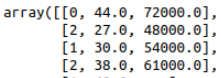 array([[0, 44.0, 72000.0],
[2, 27.0, 48000.0],
[1, 30.0, 54000.0],
[2, 38.0, 61000.0],